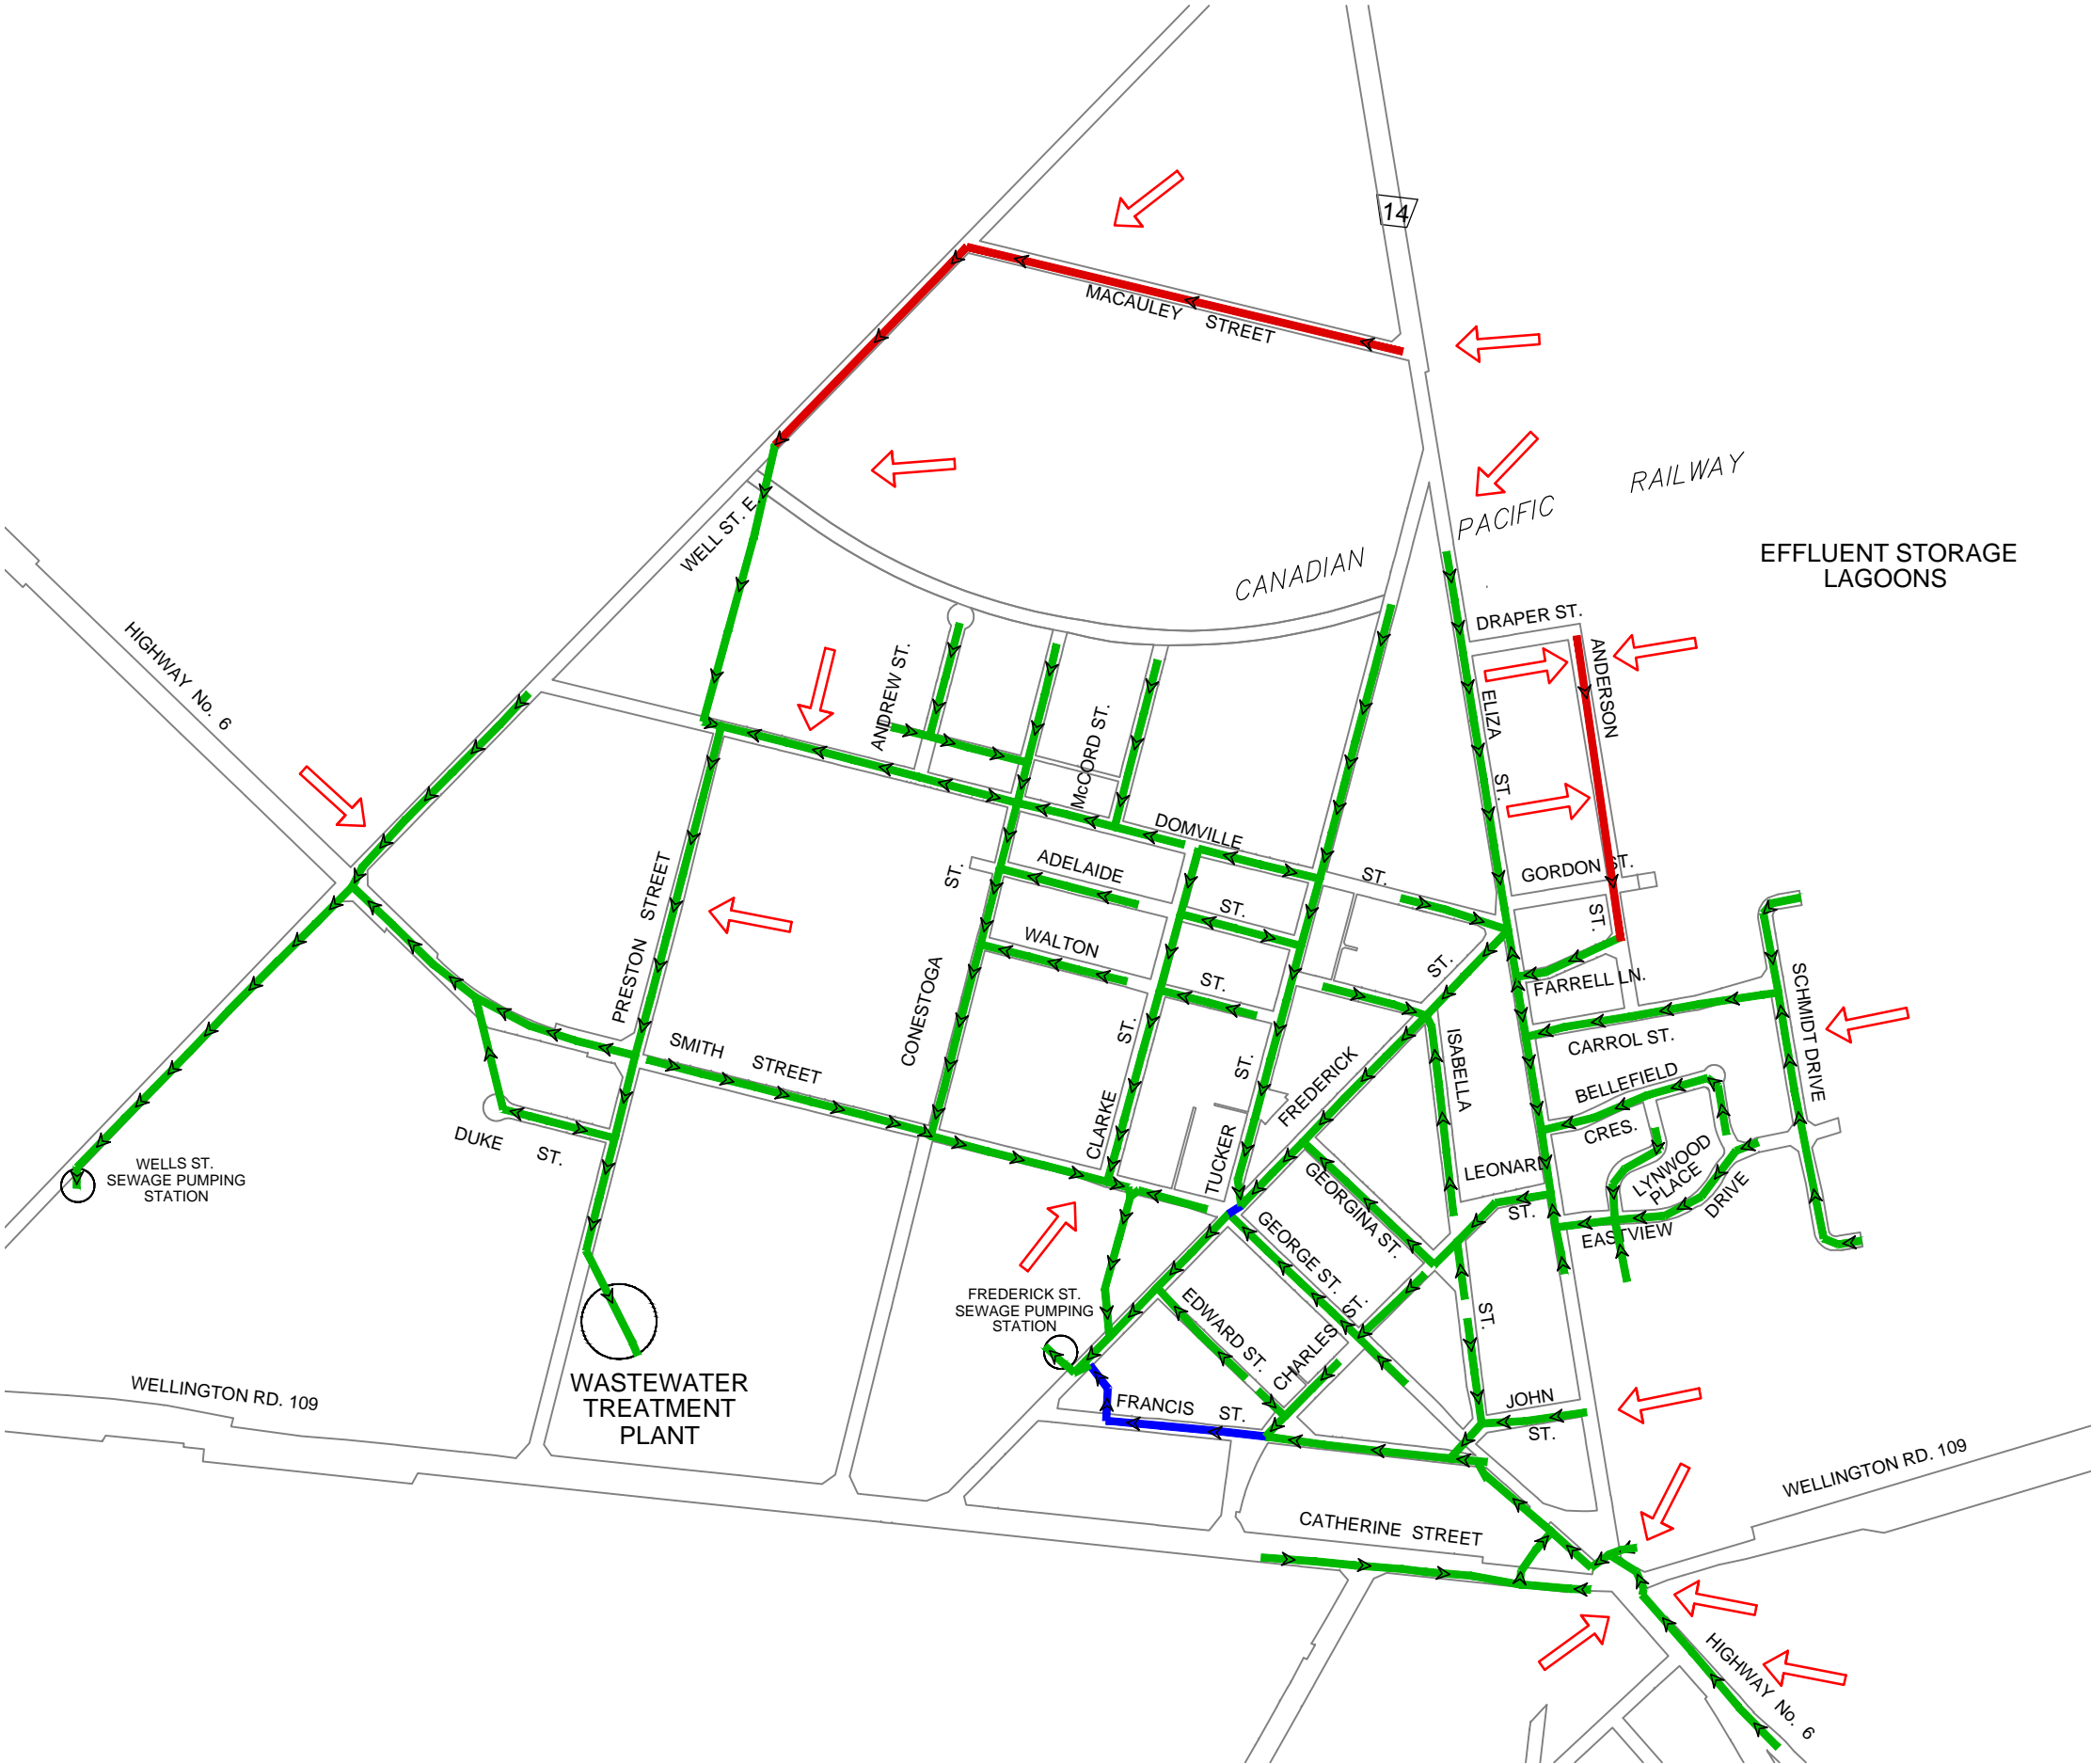 14
MACAULEY STREET
RAILWAY
PACIFIC
CANADIAN
EFFLUENT STORAGE
LAGOONS
WELL ST. E.
HIGHWAY No. 6
DRAPER ST.
ANDERSON
ST.
ELIZA
ST.
ANDREW ST.
McCORD ST.
DOMVILLE
ST.
ADELAIDE
ST.
GORDON ST.
WALTON
ST.
ST.
CONESTOGA
PRESTON STREET
FARRELL LN.
SCHMIDT DRIVE
CARROL ST.
SMITH STREET
CLARKE
ST.
TUCKER
ST.
FREDERICK
ST.
ISABELLA
ST.
BELLEFIELD
CRES.
LEONARD
ST.
LYNWOOD
PLACE
EASTVIEW
DRIVE
DUKE ST.
WELLS ST.
SEWAGE PUMPING
STATION
GEORGINA ST.
GEORGE ST.
EDWARD ST.
CHARLES ST.
FREDERICK ST.
SEWAGE PUMPING
STATION
WASTEWATER
TREATMENT
PLANT
WELLINGTON RD. 109
FRANCIS ST.
JOHN
ST.
WELLINGTON RD. 109
CATHERINE STREET
HIGHWAY No. 6